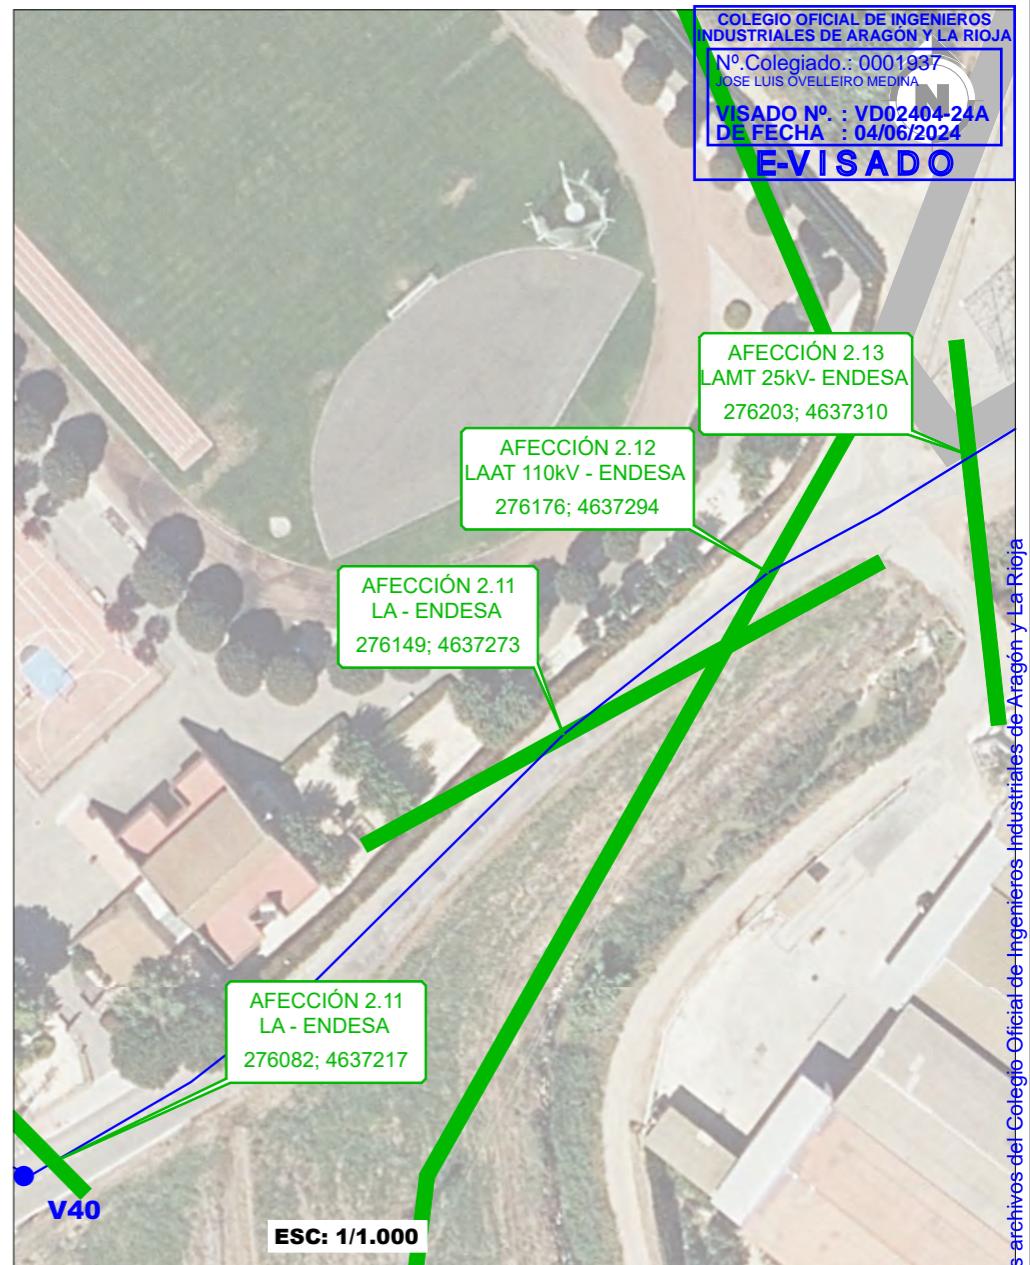 COLEGIO OFICIAL DE INGENIEROS
INDUSTRIALES DE ARAGÓN Y LA RIOJA
Nº.Colegiado.: 0001937
JOSE LUIS OVELLEIRO MEDINA
VISADO Nº. : VD02404-24A
DE FECHA : 04/06/2024
E-VISADO
N
AFECCIÓN 2.13
LAMT 25kV- ENDESA
276203; 4637310
AFECCIÓN 2.12
LAAT 110kV - ENDESA
276176; 4637294
AFECCIÓN 2.11
LA - ENDESA
276149; 4637273
AFECCIÓN 2.11
LA - ENDESA
276082; 4637217
V40
ESC: 1/1.000
s archivos del Colegio Oficial de Ingenieros Industriales de Aragón y La Rioja